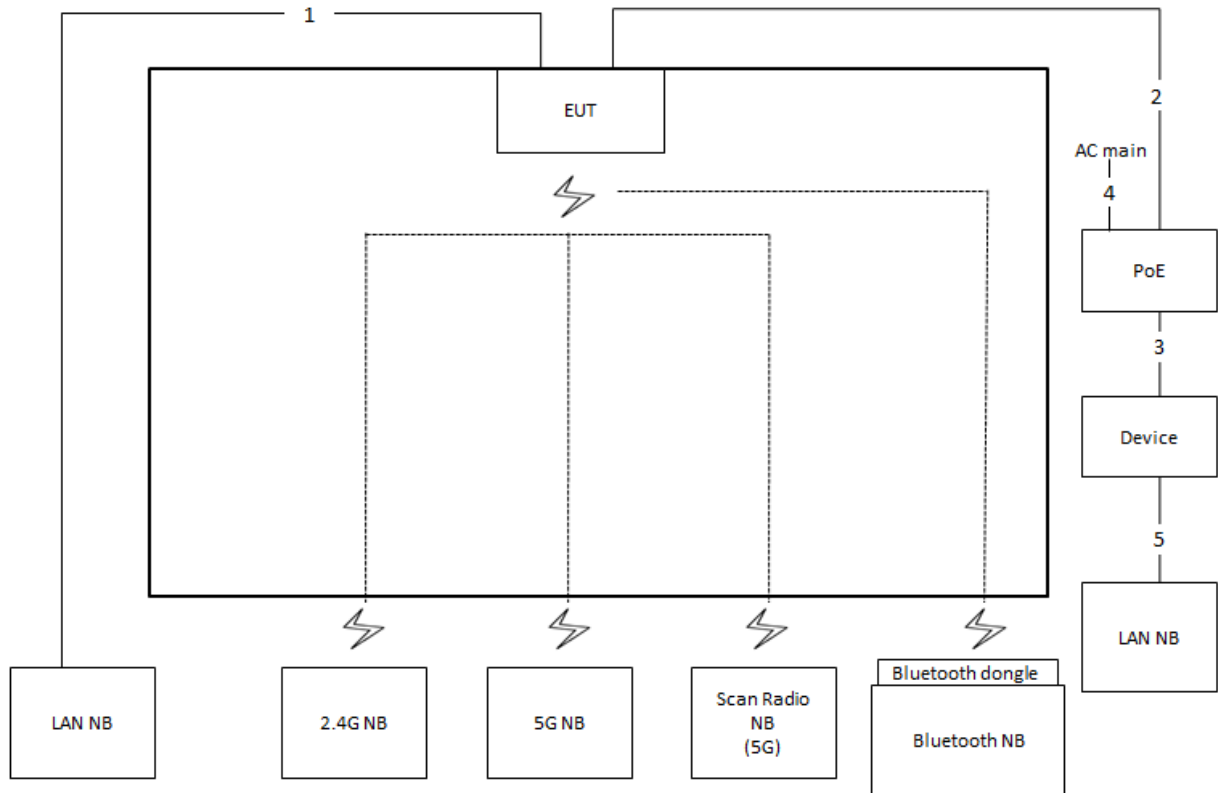 1
EUT
2
AC main
4
PoE
3
Device
5
LAN NB
LAN NB
2.4G NB
5G NB
Scan Radio
NB
(5G)
Bluetooth dongle
Bluetooth NB